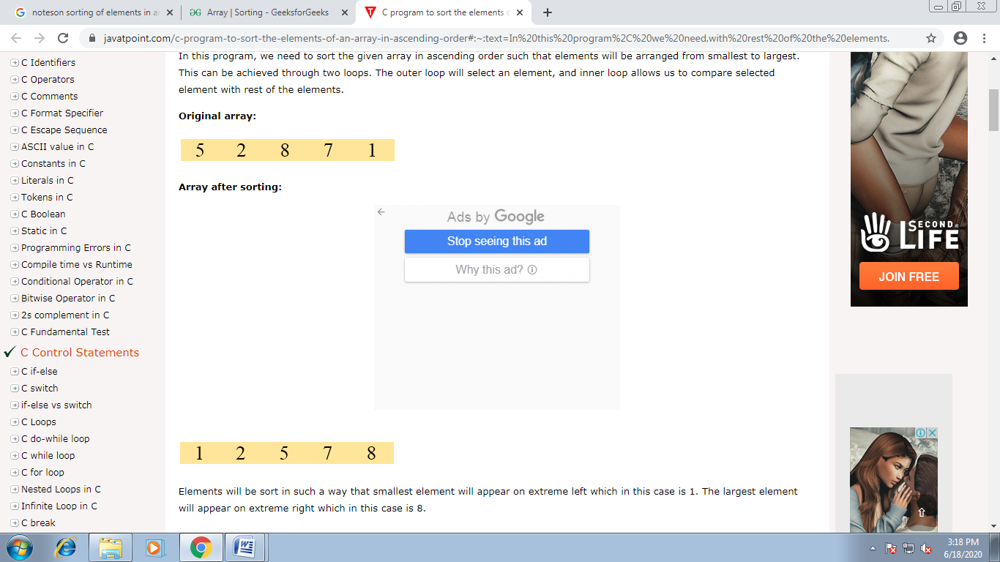 noteson sorting of elements in ar
Array | Sorting - GeeksforGeeks
C program to sort the elements o
javatpoint.com/c-program-to-sort-the-elements-of-an-array-in-ascending-order#:~:text=In%20this%20program%2C%20we%20need,with%20rest%20of%20the%20elements.
C Identifiers
C Operators
C Comments
C Format Specifier
C Escape Sequence
ASCII value in C
Constants in C
Literals in C
Tokens in C
C Boolean
Static in C
Programming Errors in C
Compile time vs Runtime
Conditional Operator in C
Bitwise Operator in C
2s complement in C
C Fundamental Test
C Control Statements
C if-else
C switch
if-else vs switch
C Loops
C do-while loop
C while loop
C for loop
Nested Loops in C
Infinite Loop in C
C break
In this program, we need to sort the given array in ascending order such that elements will be arranged from smallest to largest.
This can be achieved through two loops. The outer loop will select an element, and inner loop allows us to compare selected
element with rest of the elements.
Original array:
5 2 8 7 1
Array after sorting:
Ads by Google
Stop seeing this ad
Why this ad?
1 2 5 7 8
Elements will be sort in such a way that smallest element will appear on extreme left which in this case is 1. The largest element
will appear on extreme right which in this case is 8.
SECOND
LIFE
JOIN FREE
3:18 PM
6/18/2020